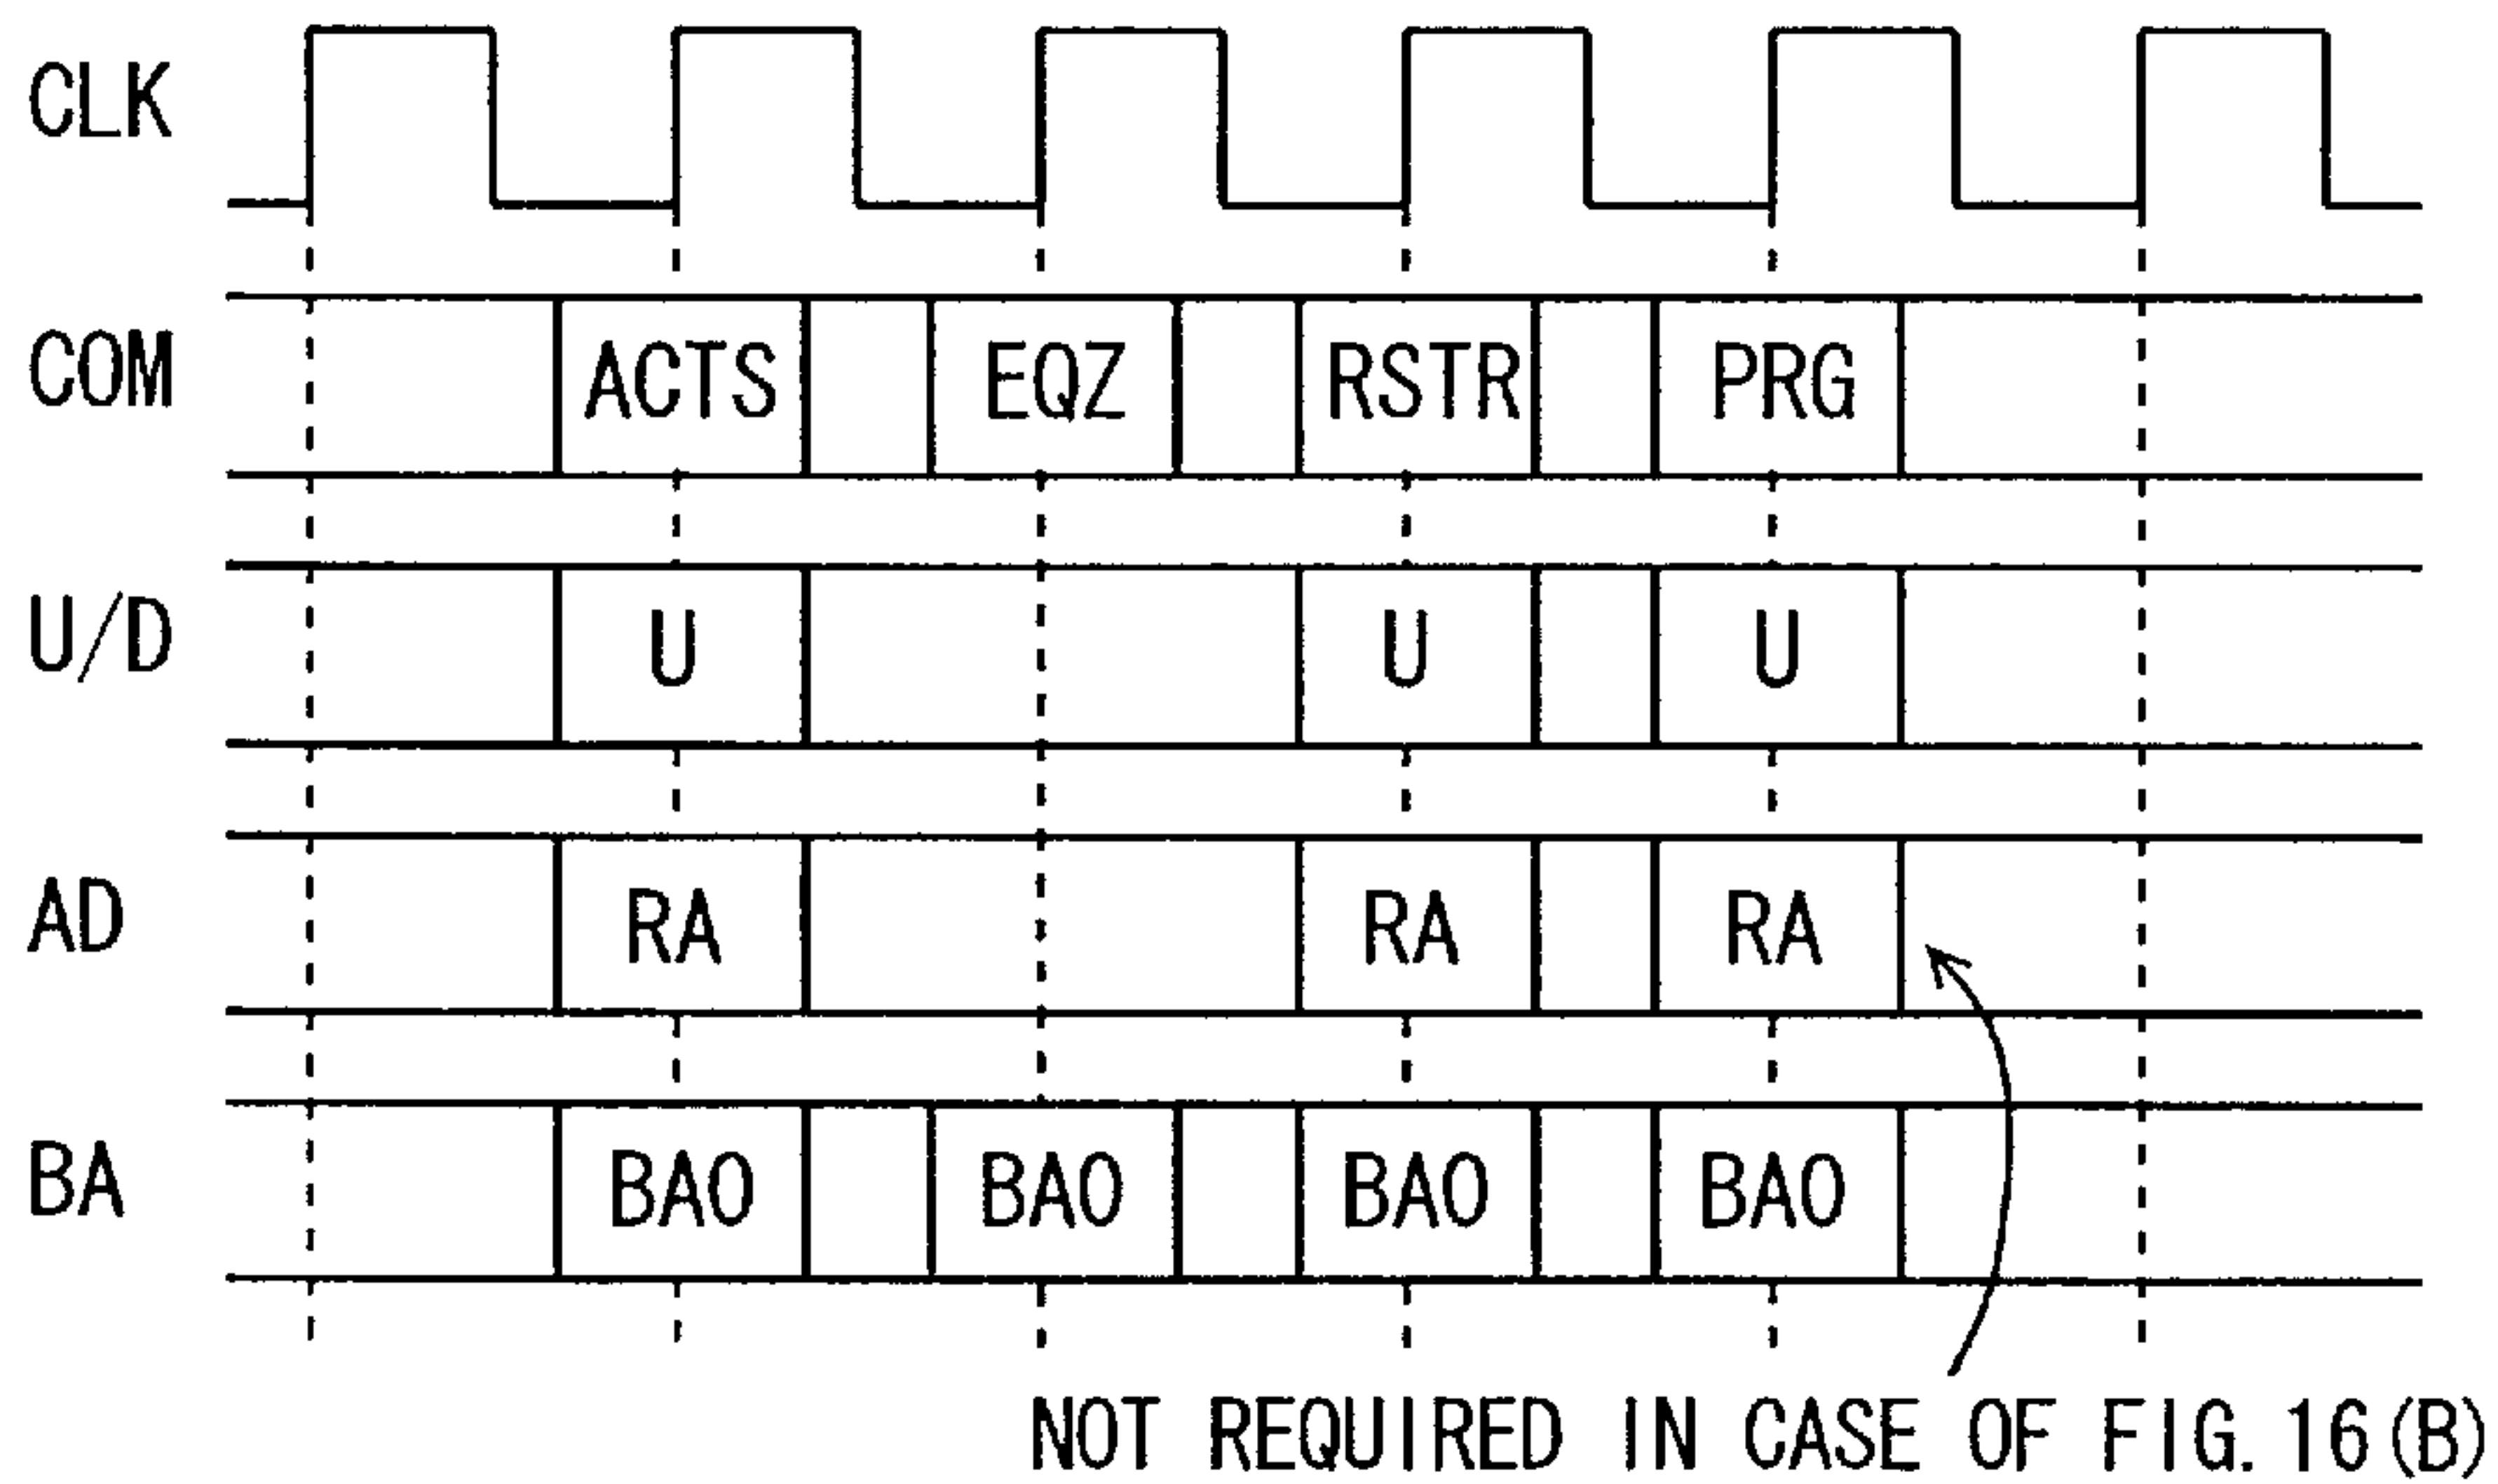 CLK
COM ACTS EQZ RSTR PRG
U/D U U U
AD RA RA RA
BA BA0 BA0 BA0 BA0
NOT REQUIRED IN CASE OF FIG. 16 (B)